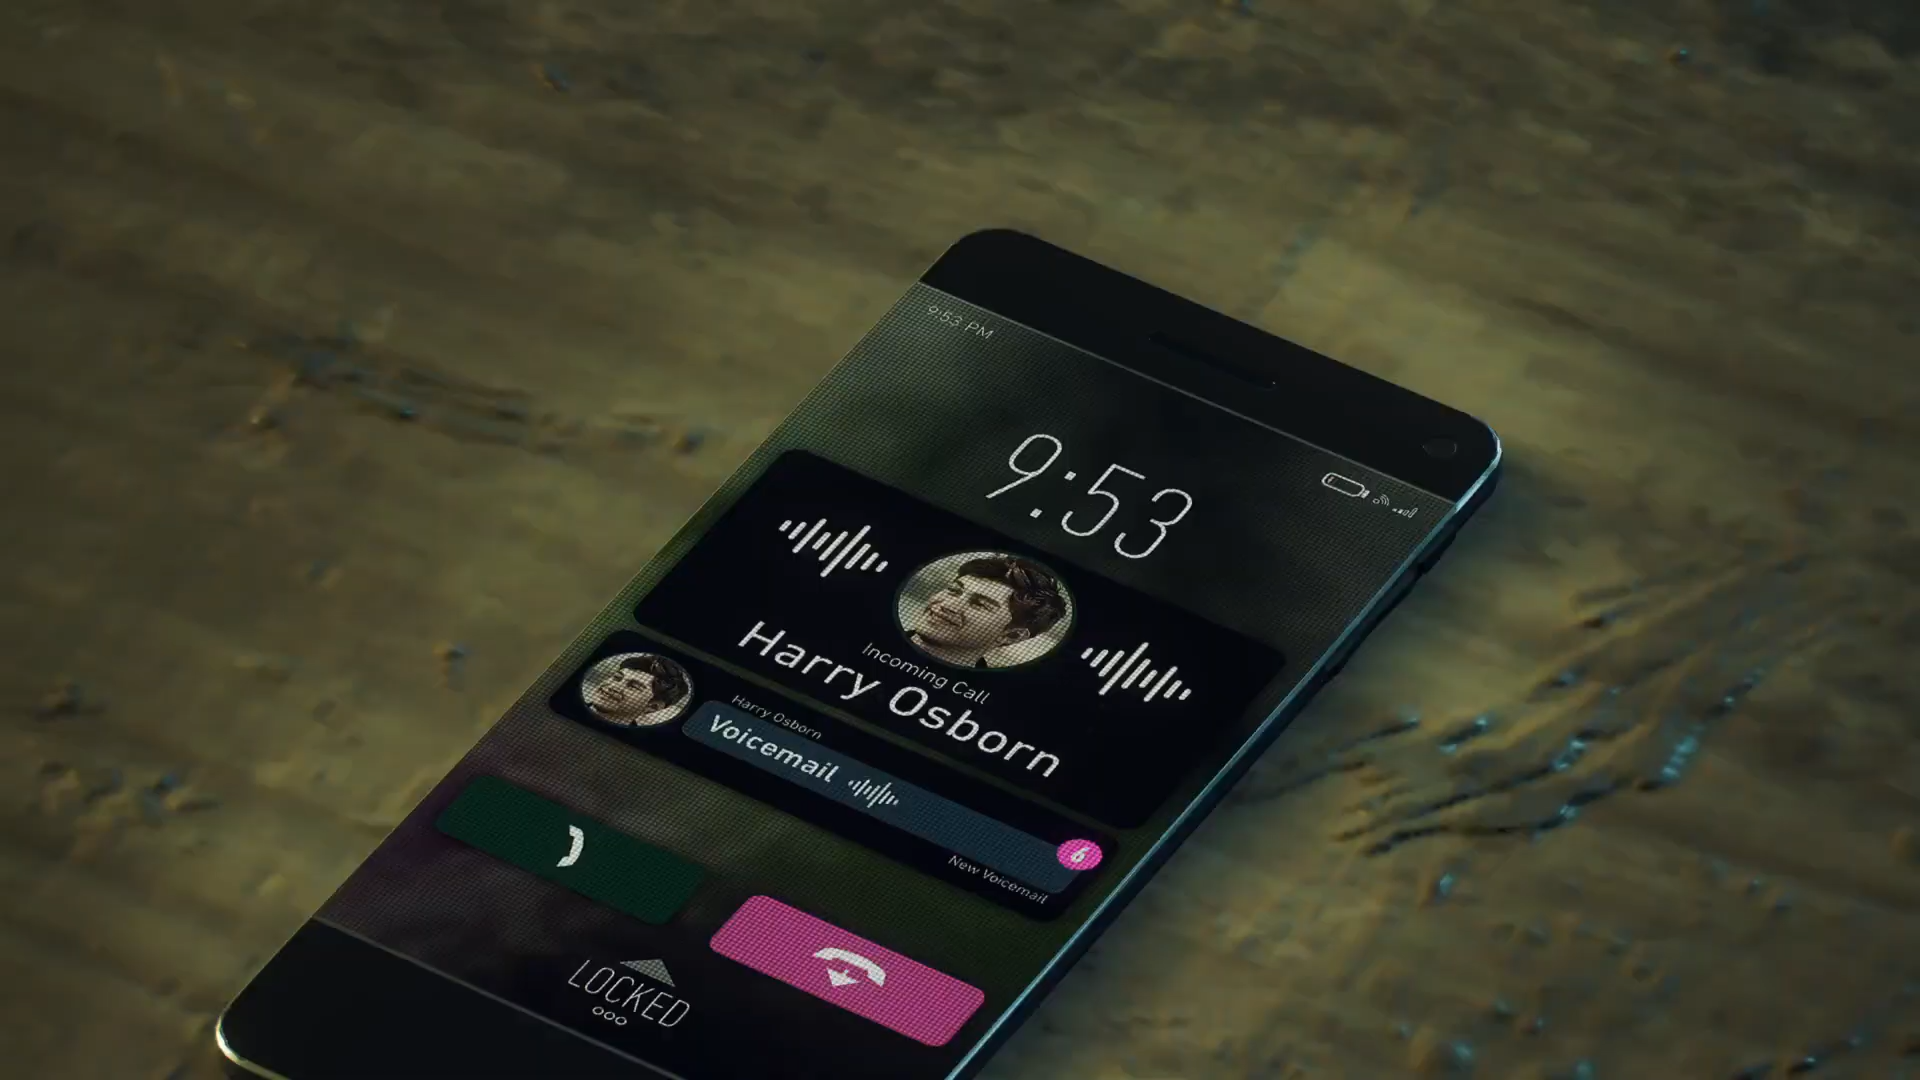 9:53 PM
9:53
Incoming Call
Harry Osborn
Harry Osborn
Voicemail
6
New Voicemail
LOCKED